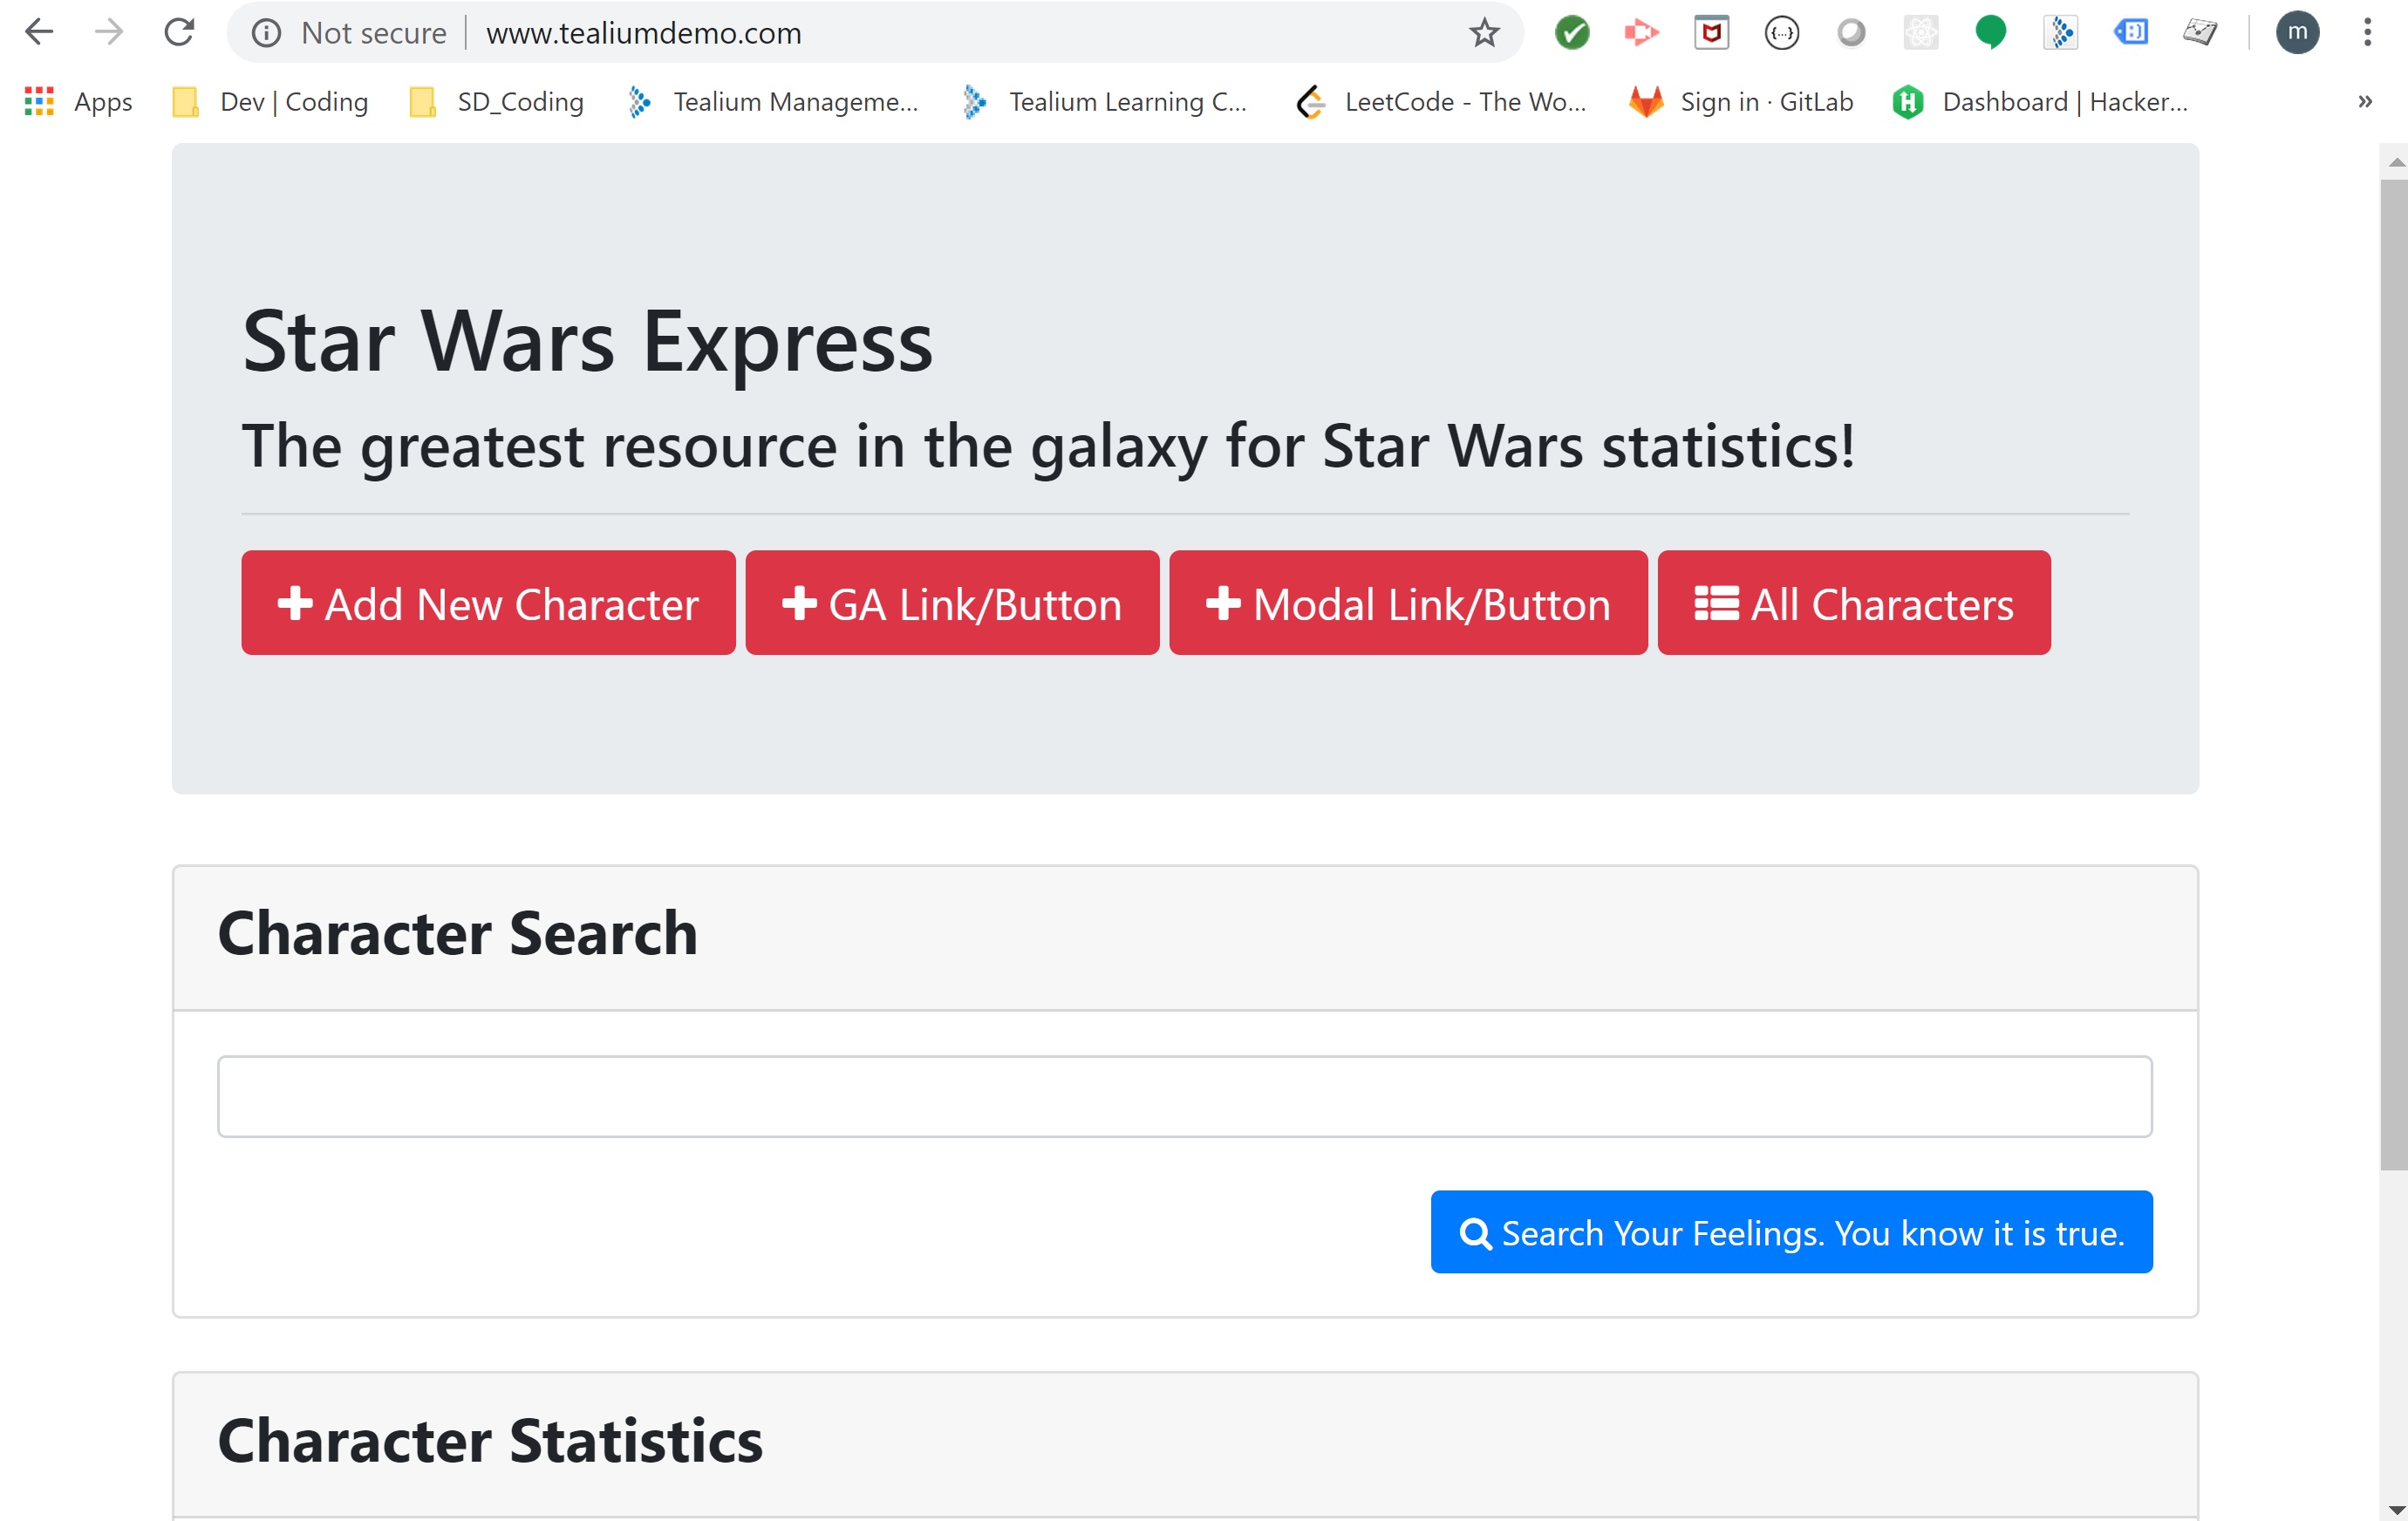 Not secure www.tealiumdemo.com m
Apps Dev | Coding SD_Coding Tealium Manageme... Tealium Learning C... LeetCode - The Wo... Sign in · GitLab Dashboard | Hacker... »
Star Wars Express
The greatest resource in the galaxy for Star Wars statistics!
Add New Character GA Link/Button Modal Link/Button All Characters
Character Search
Search Your Feelings. You know it is true.
Character Statistics